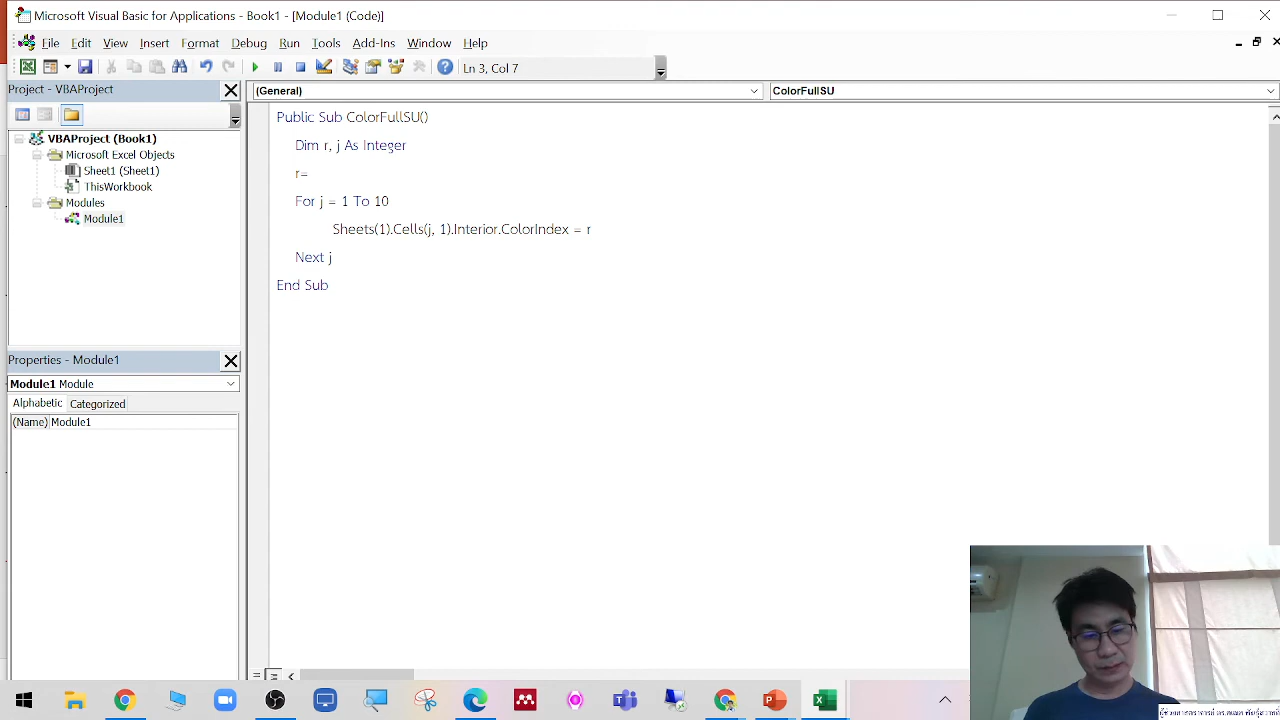 Microsoft Visual Basic for Applications - Book1 - [Module1 (Code)]
File Edit View Insert Format Debug Run Tools Add-Ins Window Help
Ln 3, Col 7
Project - VBAProject
(General)
ColorFullSU
VBAProject (Book1)
Microsoft Excel Objects
Sheet1 (Sheet1)
ThisWorkbook
Modules
Module1
Public Sub ColorFullSU()
Dim r, j As Integer
r=
For j = 1 To 10
Sheets(1).Cells(j, 1).Interior.ColorIndex = r
Next j
End Sub
Properties - Module1
Module1 Module
Alphabetic Categorized
(Name) Module1